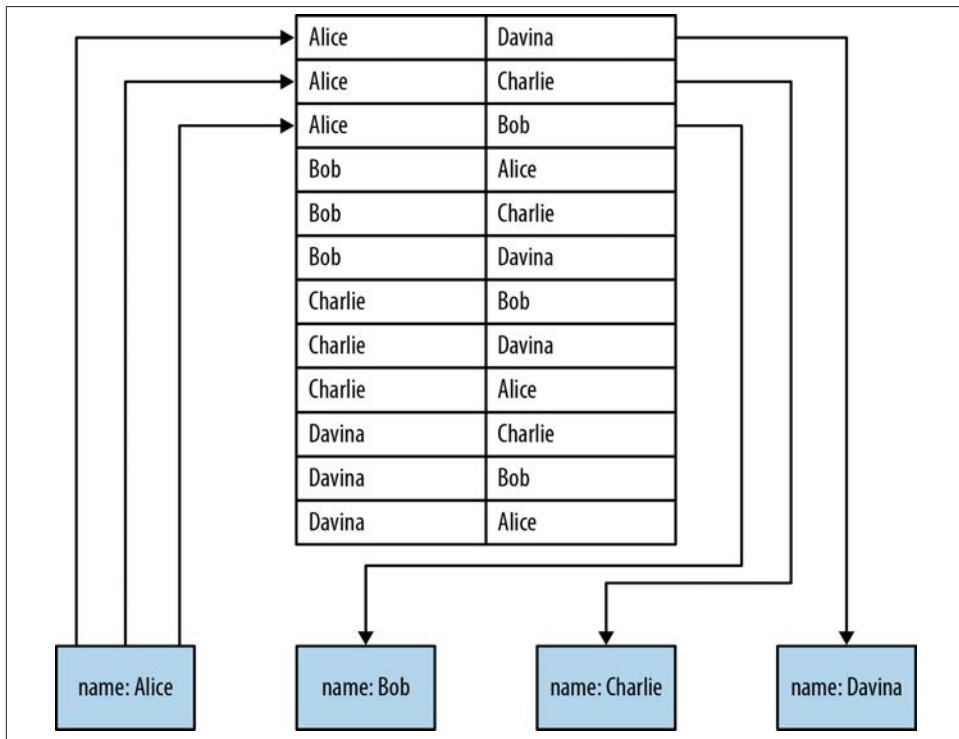 Alice Davina
Alice Charlie
Alice Bob
Bob Alice
Bob Charlie
Bob Davina
Charlie Bob
Charlie Davina
Charlie Alice
Davina Charlie
Davina Bob
Davina Alice
name: Alice name: Bob name: Charlie name: Davina